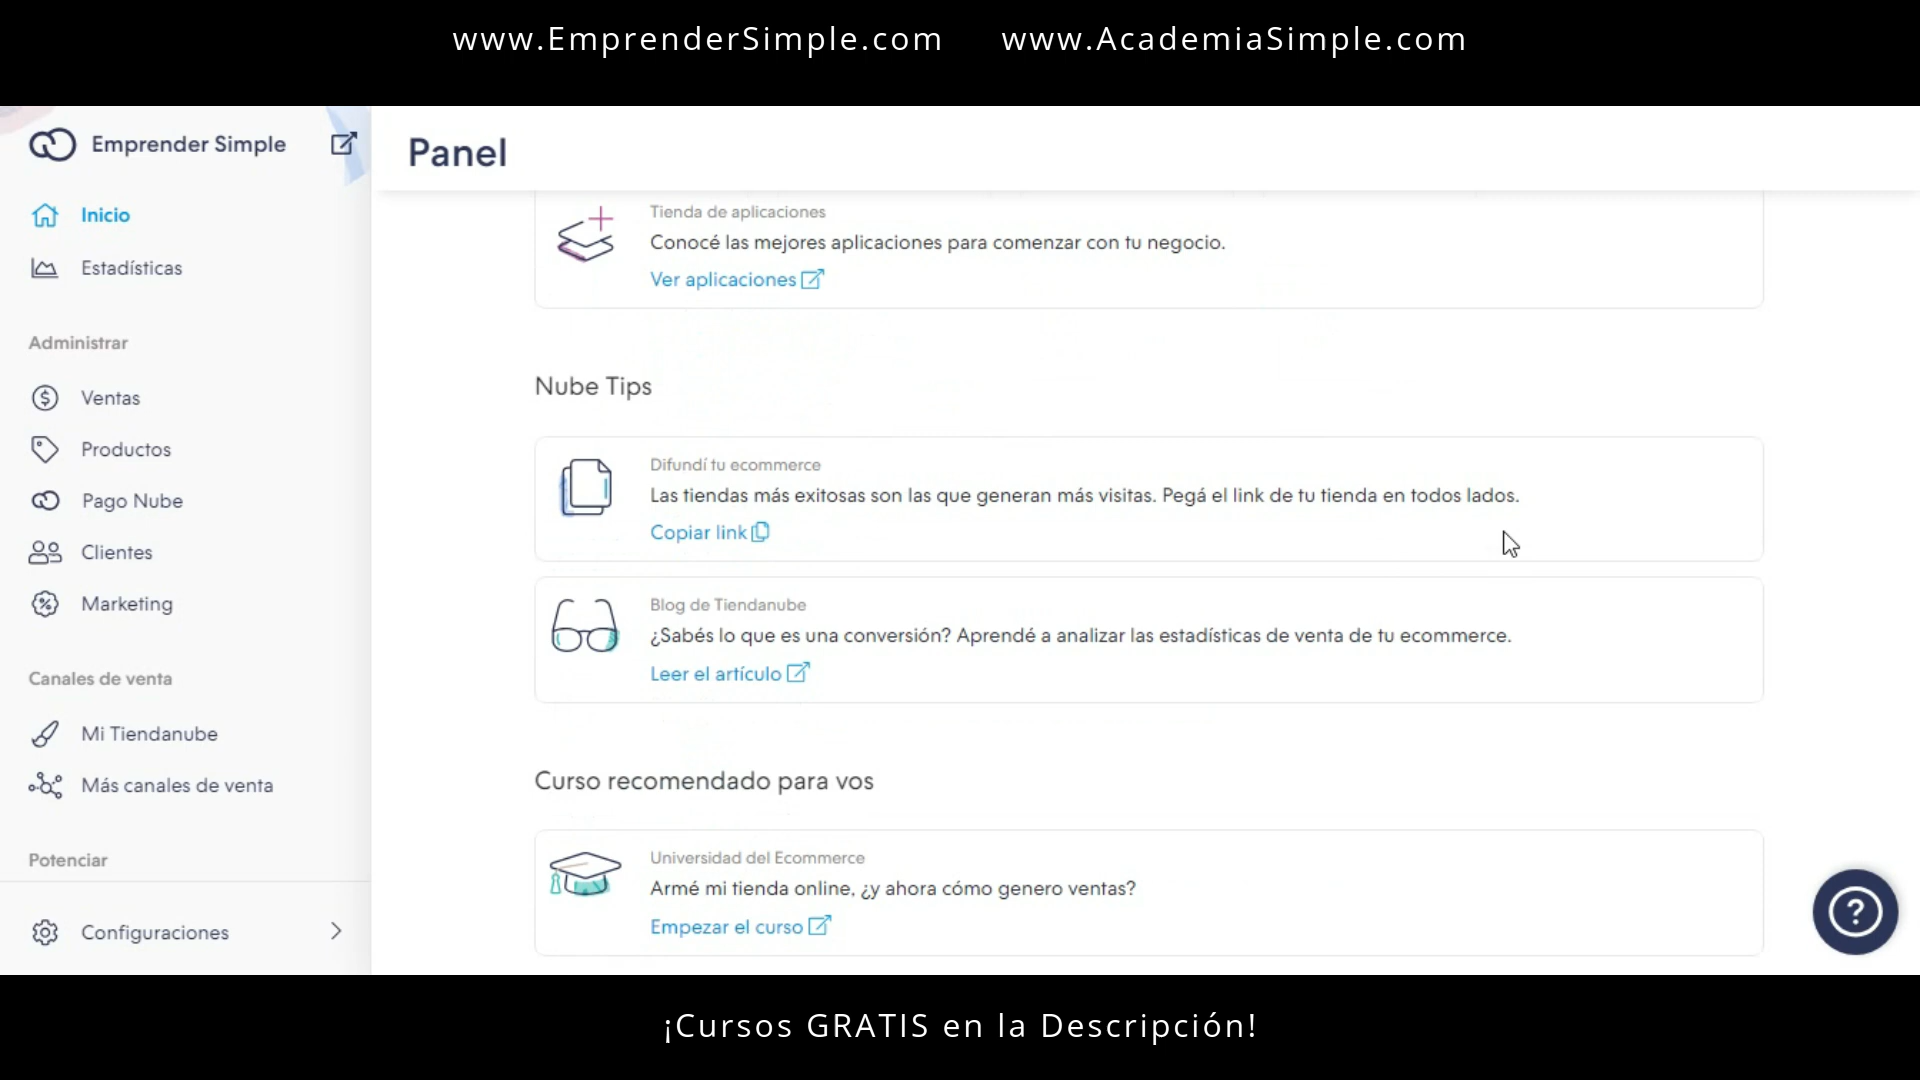 www.EmprenderSimple.com www.AcademiaSimple.com
Emprender Simple
Inicio
Estadísticas
Administrar
Ventas
Productos
Pago Nube
Clientes
Marketing
Canales de venta
Mi Tiendanube
Más canales de venta
Potenciar
Configuraciones
Panel
Tienda de aplicaciones
Conocé las mejores aplicaciones para comenzar con tu negocio.
Ver aplicaciones
Nube Tips
Difundí tu ecommerce
Las tiendas más exitosas son las que generan más visitas. Pegá el link de tu tienda en todos lados.
Copiar link
Blog de Tiendanube
¿Sabés lo que es una conversión? Aprendé a analizar las estadísticas de venta de tu ecommerce.
Leer el artículo
Curso recomendado para vos
Universidad del Ecommerce
Armé mi tienda online, ¿y ahora cómo genero ventas?
Empezar el curso
?
¡Cursos GRATIS en la Descripción!